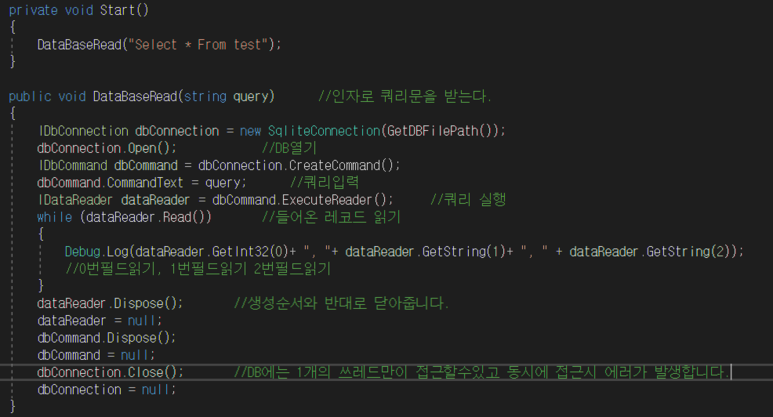 private void Start()
{
DataBaseRead("Select * From test");
}
public void DataBaseRead(string query) //인자로 쿼리문을 받는다.
{
IDbConnection dbConnection = new SqliteConnection(GetDBFilePath());
dbConnection.Open(); //DB열기
IDbCommand dbCommand = dbConnection.CreateCommand();
dbCommand.CommandText = query; //쿼리입력
IDataReader dataReader = dbCommand.ExecuteReader(); //쿼리 실행
while (dataReader.Read()) //들어온 레코드 읽기
{
Debug.Log(dataReader.GetInt32(0)+ ", "+ dataReader.GetString(1)+ ", " + dataReader.GetString(2));
//0번필드읽기, 1번필드읽기 2번필드읽기
}
dataReader.Dispose(); //생성순서와 반대로 닫아줍니다.
dataReader = null;
dbCommand.Dispose();
dbCommand = null;
dbConnection.Close(); //DB에는 1개의 쓰레드만이 접근할수있고 동시에 접근시 에러가 발생합니다.
dbConnection = null;
}